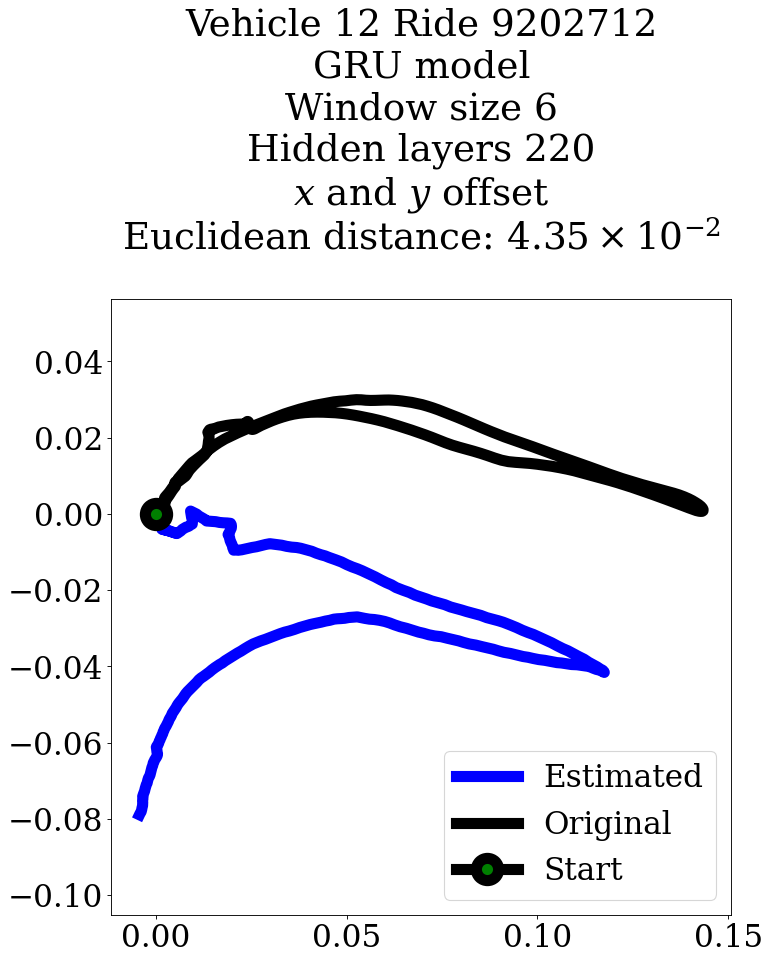 Vehicle 12 Ride 9202712
GRU model
Window size 6
Hidden layers 220
x and y offset
Euclidean distance: 4.35 × 10⁻²
0.04
0.02
0.00
−0.02
−0.04
−0.06
−0.08
−0.10
Estimated
Original
Start
0.00 0.05 0.10 0.15